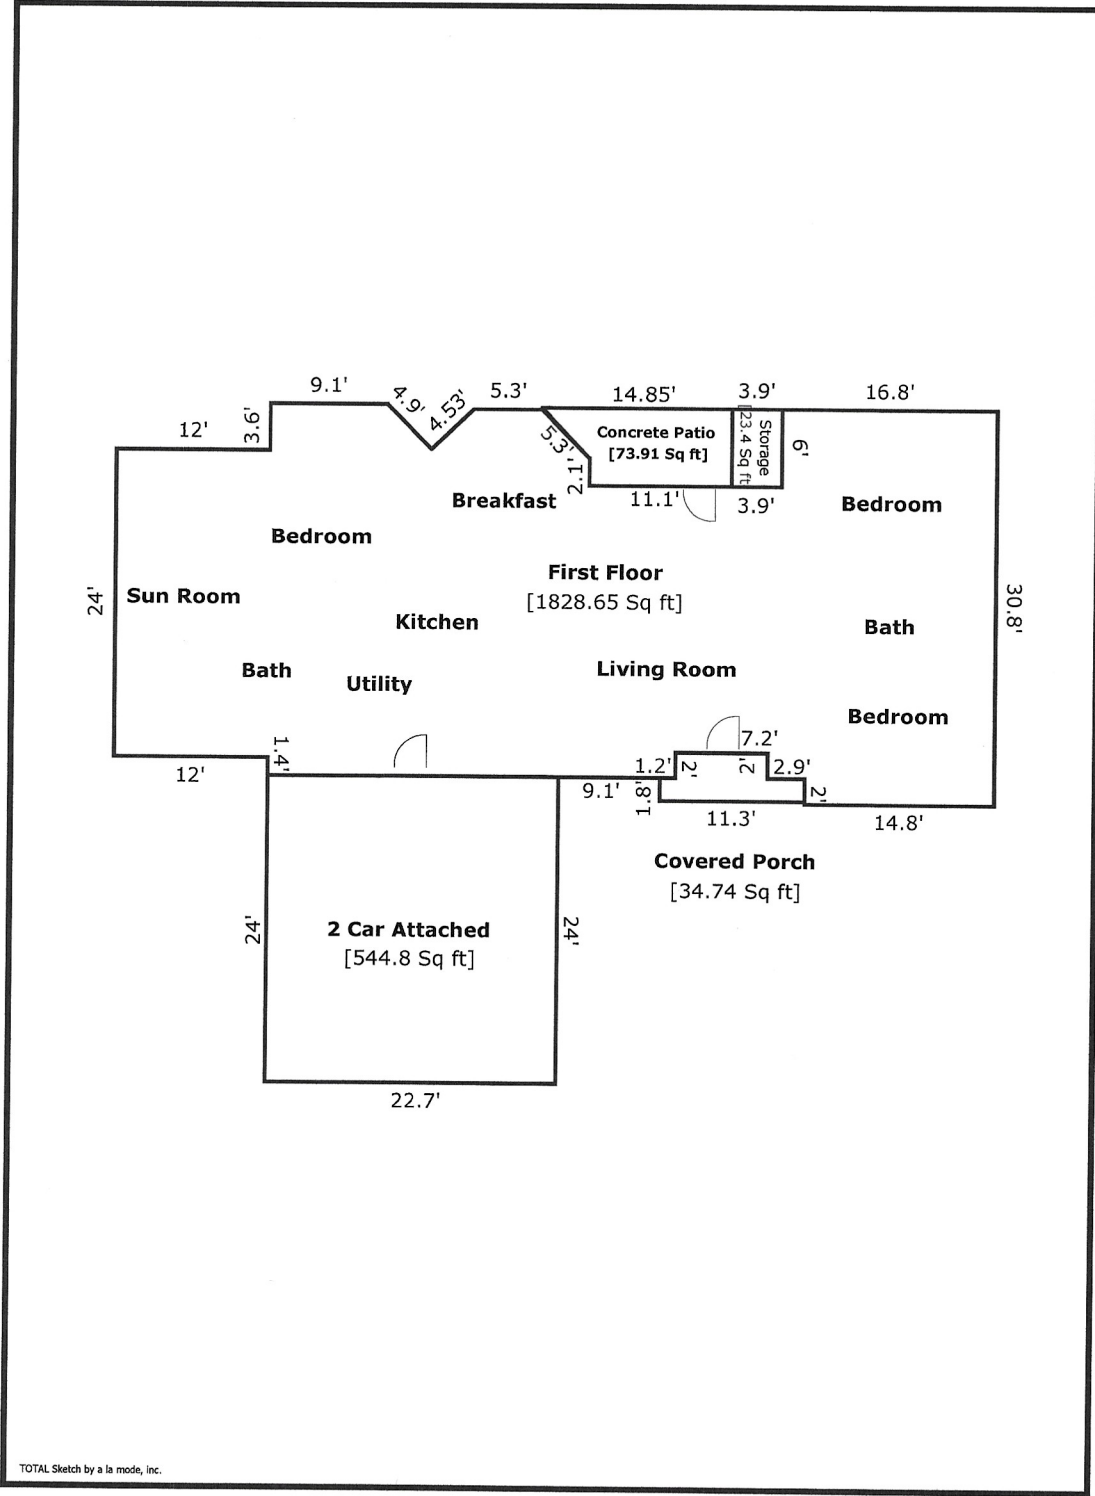 9.1'
4.9'
4.53'
5.3'
14.85'
3.9'
16.8'
12'
3.6'
5.3'
Concrete Patio
[73.91 Sq ft]
Storage
[23.4 Sq ft
6'
2.1'
11.1'
3.9'
Breakfast
Bedroom
Bedroom
First Floor
[1828.65 Sq ft]
24'
Sun Room
Kitchen
30.8'
Bath
Bath
Utility
Living Room
Bedroom
12'
1.4'
7.2'
1.2'
2'
2'
2.9'
9.1'
1.8'
11.3'
2'
14.8'
Covered Porch
[34.74 Sq ft]
24'
2 Car Attached
[544.8 Sq ft]
24'
22.7'
TOTAL Sketch by a la mode, inc.